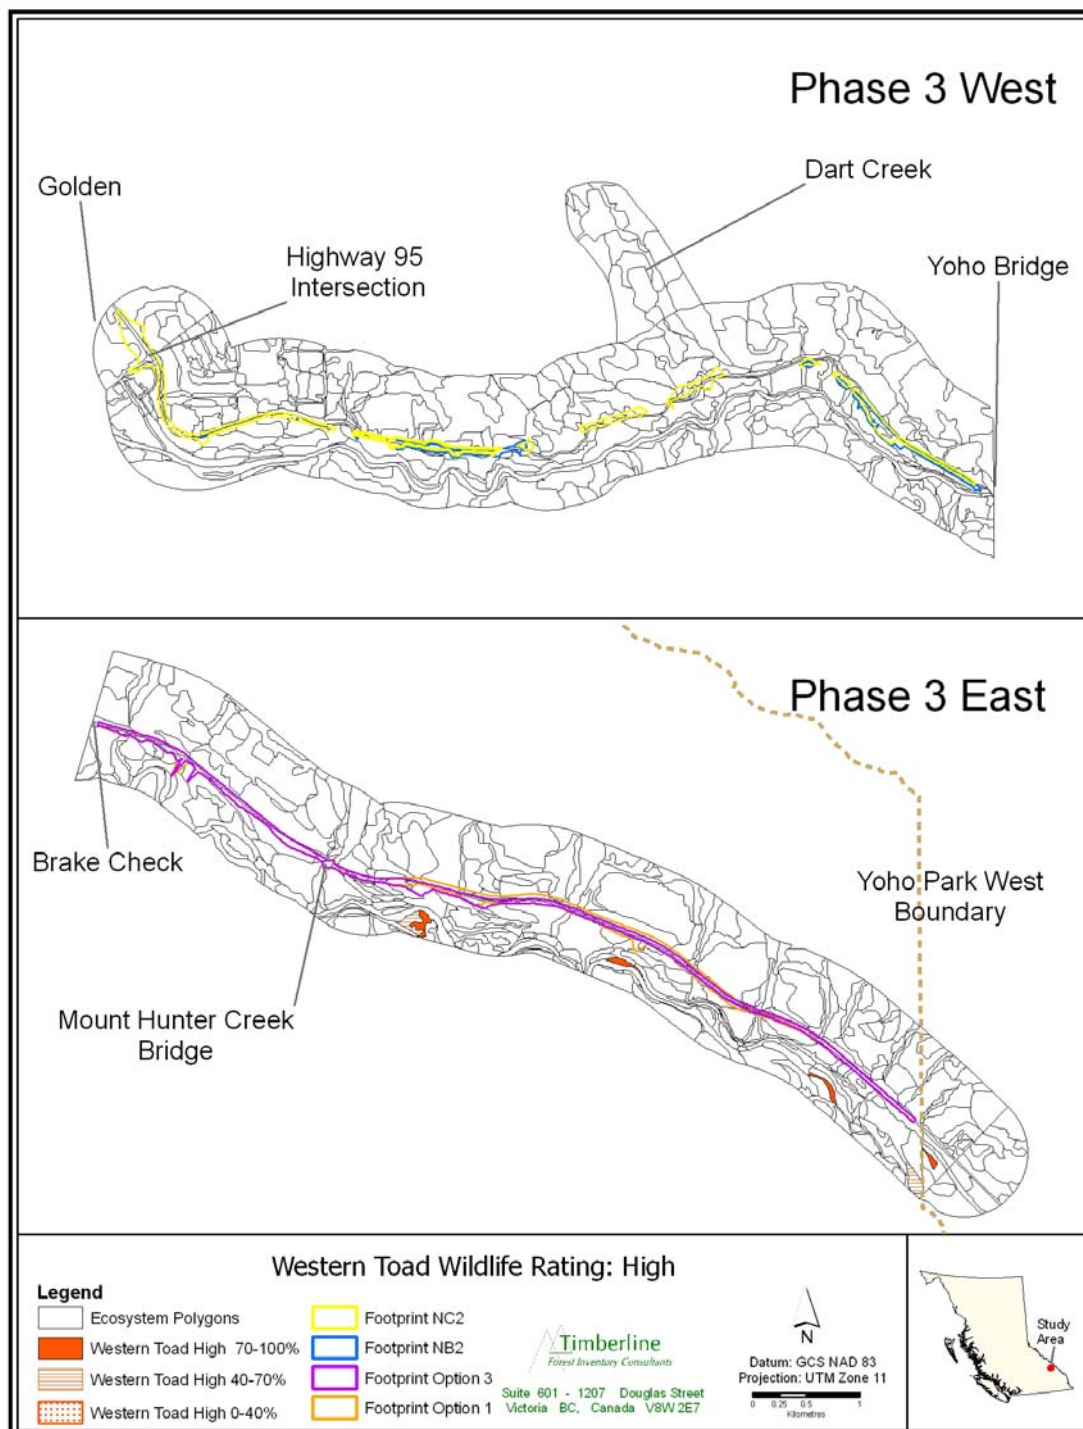 Phase 3 West
Golden
Dart Creek
Highway 95
Intersection
Yoho Bridge
Phase 3 East
Brake Check
Yoho Park West
Boundary
Mount Hunter Creek
Bridge
Western Toad Wildlife Rating: High
Legend
Ecosystem Polygons
Western Toad High 70-100%
Western Toad High 40-70%
Western Toad High 0-40%
Footprint NC2
Footprint NB2
Footprint Option 3
Footprint Option 1
Timberline
Forest Inventory Consultants
Suite 601 - 1207 Douglas Street
Victoria BC, Canada V8W 2E7
N
Datum: GCS NAD 83
Projection: UTM Zone 11
0 0.25 0.5 1
Kilometres
Study
Area